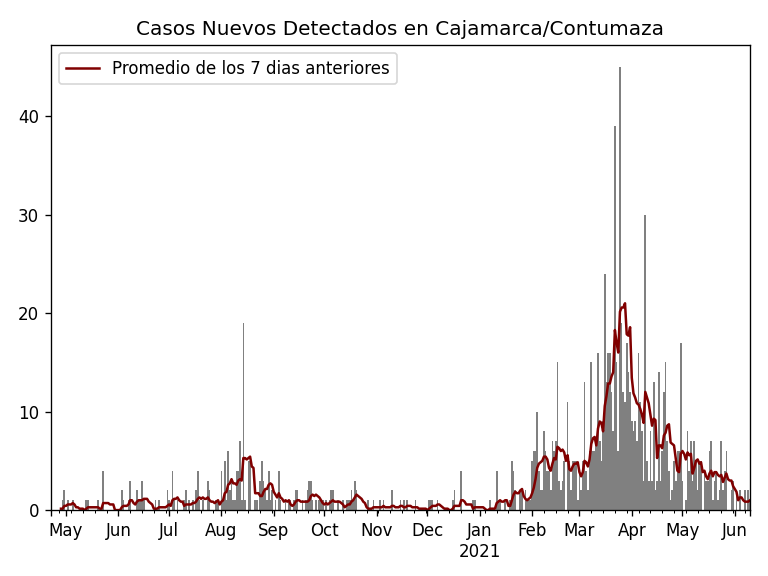 Casos Nuevos Detectados en Cajamarca/Contumaza
Promedio de los 7 dias anteriores
40
30
20
10
0
May Jun Jul Aug Sep Oct Nov Dec Jan Feb Mar Apr May Jun
2021